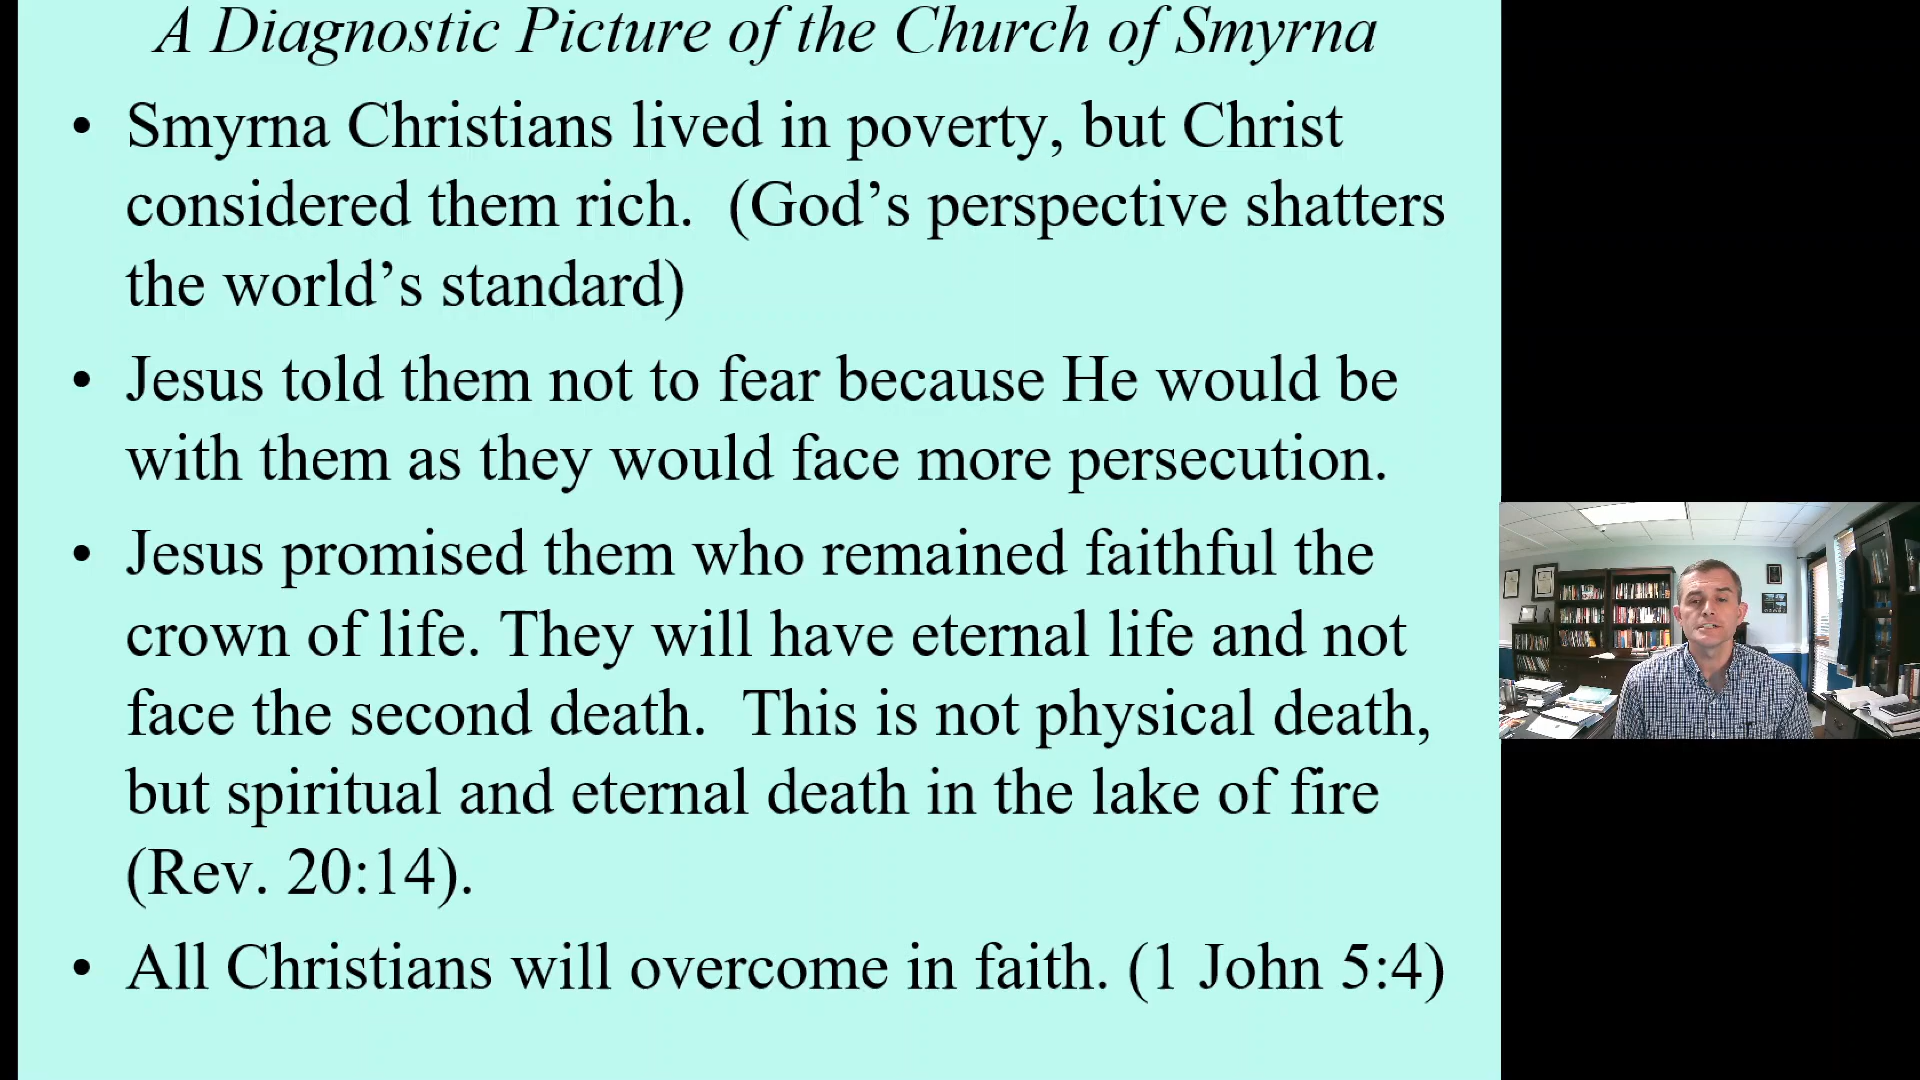 A Diagnostic Picture of the Church of Smyrna
• Smyrna Christians lived in poverty, but Christ
considered them rich.  (God’s perspective shatters
the world’s standard)
• Jesus told them not to fear because He would be
with them as they would face more persecution.
• Jesus promised them who remained faithful the
crown of life. They will have eternal life and not
face the second death.  This is not physical death,
but spiritual and eternal death in the lake of fire
(Rev. 20:14).
• All Christians will overcome in faith. (1 John 5:4)